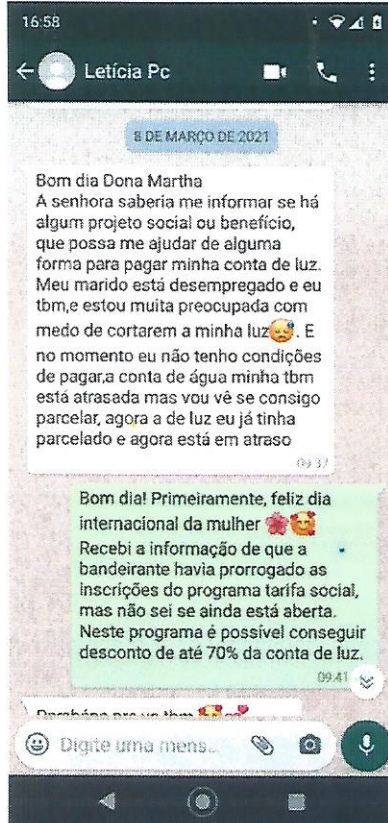 16:58
Letícia Pc
8 DE MARÇO DE 2021
Bom dia Dona Martha
A senhora saberia me informar se há
algum projeto social ou benefício,
que possa me ajudar de alguma
forma para pagar minha conta de luz.
Meu marido está desempregado e eu
tbm,e estou muita preocupada com
medo de cortarem a minha luz😓. E
no momento eu não tenho condições
de pagar,a conta de água minha tbm
está atrasada mas vou vê se consigo
parcelar, agora a de luz eu já tinha
parcelado e agora está em atraso
09:37
Bom dia! Primeiramente, feliz dia
internacional da mulher 🌺🥰
Recebi a informação de que a
bandeirante havia prorrogado as
inscrições do programa tarifa social,
mas não sei se ainda está aberta.
Neste programa é possível conseguir
desconto de até 70% da conta de luz.
09:41
Digite uma mens...